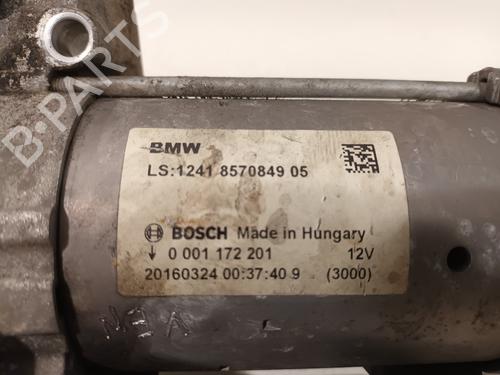 B-PARTS
BMW
LS:1241 8570849 05
BOSCH Made in Hungary
0 001 172 201 12V
20160324 00:37:40 9 (3000)